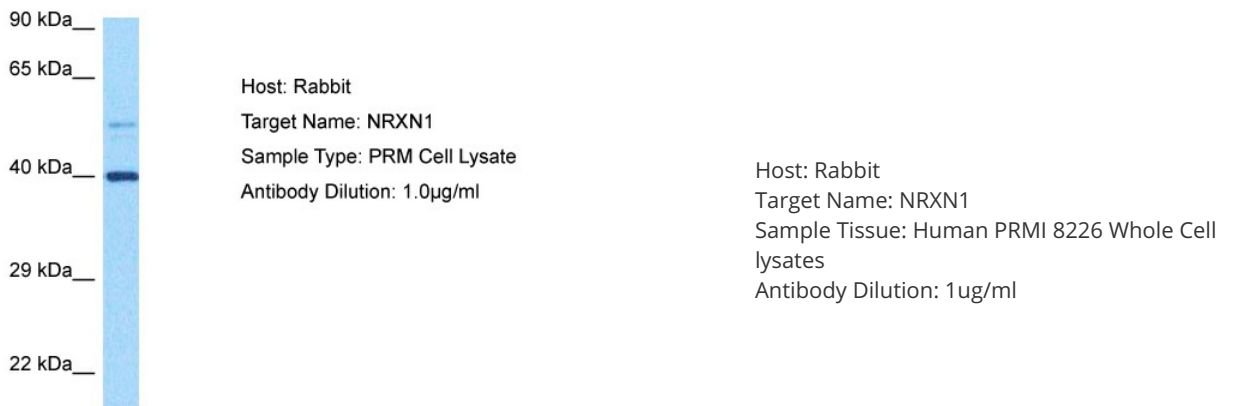 90 kDa__
65 kDa__
40 kDa__
29 kDa__
22 kDa__
Host: Rabbit
Target Name: NRXN1
Sample Type: PRM Cell Lysate
Antibody Dilution: 1.0µg/ml
Host: Rabbit
Target Name: NRXN1
Sample Tissue: Human PRMI 8226 Whole Cell
lysates
Antibody Dilution: 1ug/ml